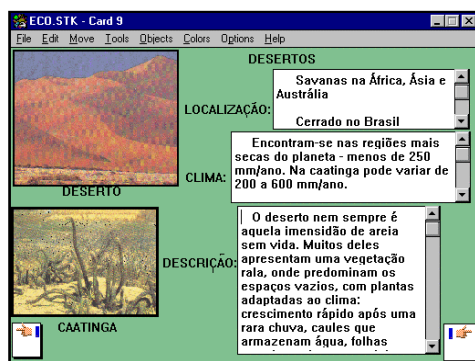 ECO.STK - Card 9
File Edit Move Tools Objects Colors Options Help
DESERTOS
LOCALIZAÇÃO:
Savanas na África, Ásia e
Austrália
Cerrado no Brasil
DESERTO
CLIMA:
Encontram-se nas regiões mais
secas do planeta - menos de 250
mm/ano. Na caatinga pode variar de
200 a 600 mm/ano.
DESCRIÇÃO:
O deserto nem sempre é
aquela imensidão de areia
sem vida. Muitos deles
apresentam uma vegetação
rala, onde predominam os
espaços vazios, com plantas
adaptadas ao clima:
crescimento rápido após uma
rara chuva, caules que
armazenam água, folhas
CAATINGA